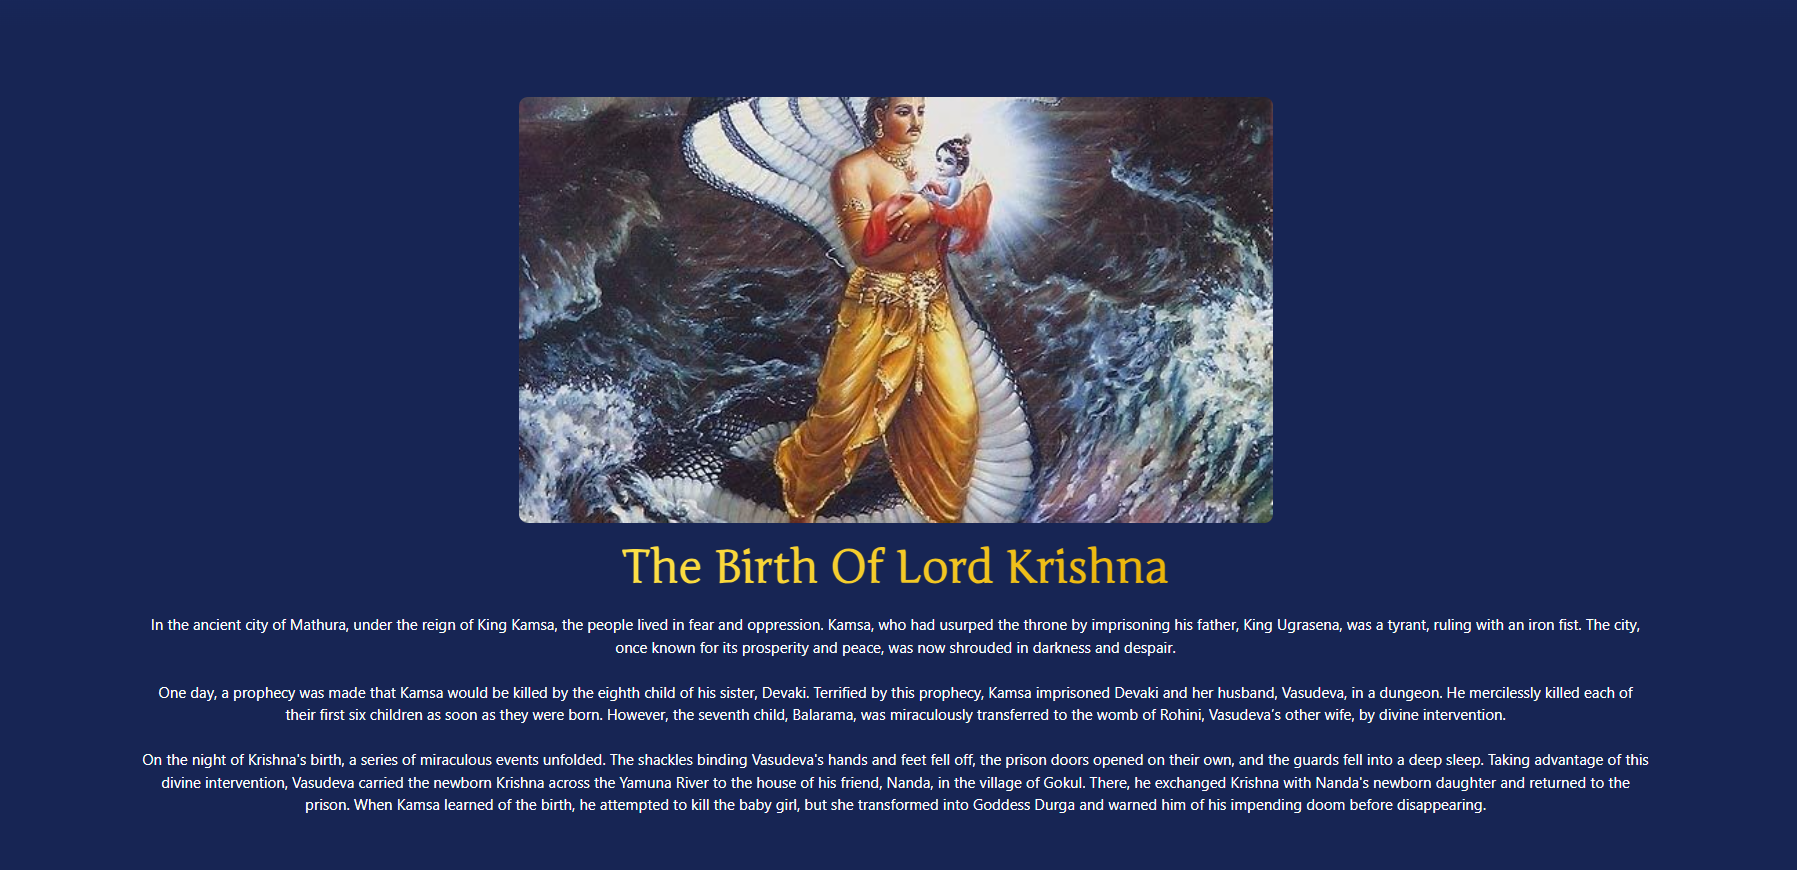 The Birth Of Lord Krishna
In the ancient city of Mathura, under the reign of King Kamsa, the people lived in fear and oppression. Kamsa, who had usurped the throne by imprisoning his father, King Ugrasena, was a tyrant, ruling with an iron fist. The city,
once known for its prosperity and peace, was now shrouded in darkness and despair.
One day, a prophecy was made that Kamsa would be killed by the eighth child of his sister, Devaki. Terrified by this prophecy, Kamsa imprisoned Devaki and her husband, Vasudeva, in a dungeon. He mercilessly killed each of
their first six children as soon as they were born. However, the seventh child, Balarama, was miraculously transferred to the womb of Rohini, Vasudeva's other wife, by divine intervention.
On the night of Krishna's birth, a series of miraculous events unfolded. The shackles binding Vasudeva's hands and feet fell off, the prison doors opened on their own, and the guards fell into a deep sleep. Taking advantage of this
divine intervention, Vasudeva carried the newborn Krishna across the Yamuna River to the house of his friend, Nanda, in the village of Gokul. There, he exchanged Krishna with Nanda's newborn daughter and returned to the
prison. When Kamsa learned of the birth, he attempted to kill the baby girl, but she transformed into Goddess Durga and warned him of his impending doom before disappearing.